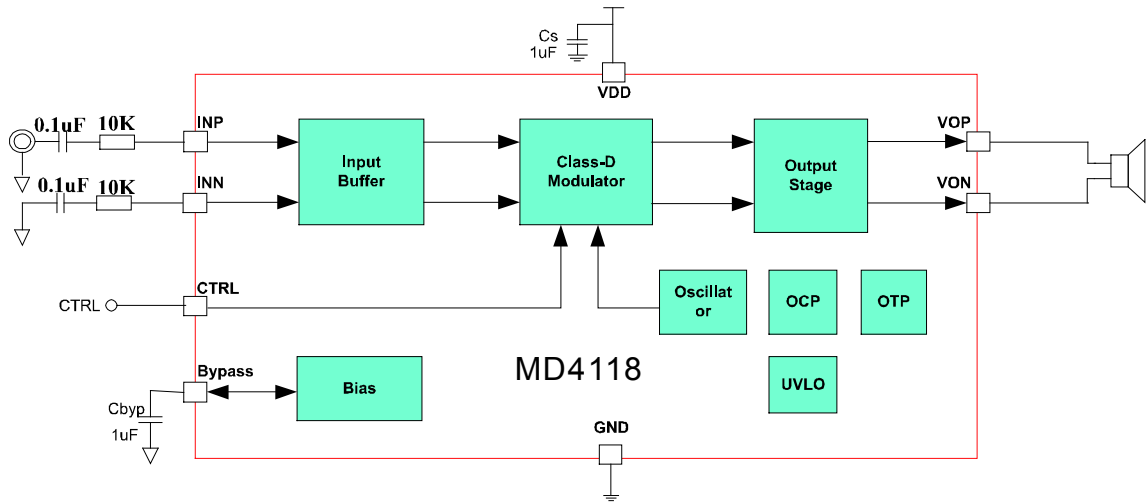 Cs
1uF
VDD
0.1uF
10K
INP
VOP
Input
Buffer
Class-D
Modulator
Output
Stage
0.1uF
10K
INN
VON
CTRL
CTRL
Oscillat
or
OCP
OTP
Bypass
Bias
MD4118
UVLO
Cbyp
1uF
GND